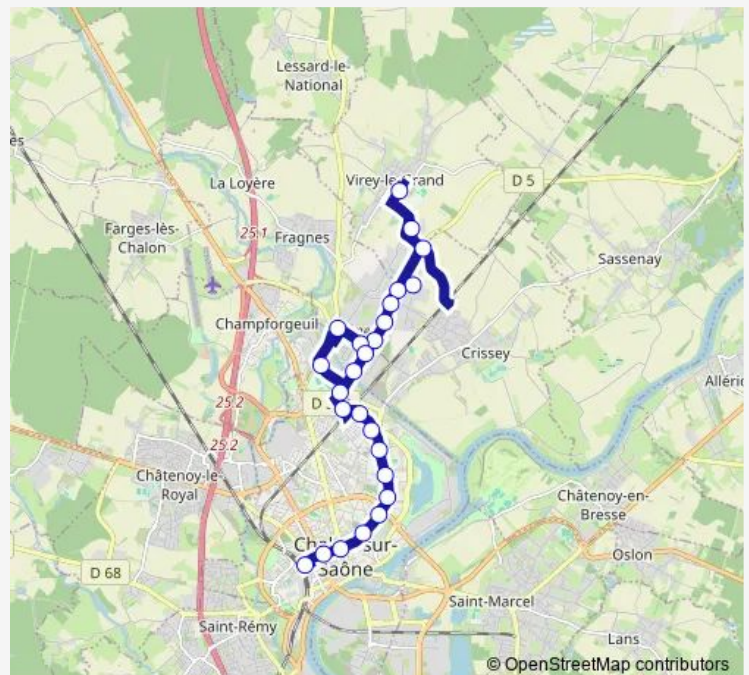 Lessard-le-
National
La Loyère
Virey-le-Grand
D 5
Farges-lès-
Chalon
25.1
Fragnes
Sassenay
Champforgeuil
Crissey
Allériot
25.2
25.2
Châtenoy-le-
Royal
Châtenoy-en-
Bresse
Oslon
D 68
Saône
Saint-Marcel
Saint-Rémy
Lans
© OpenStreetMap contributors